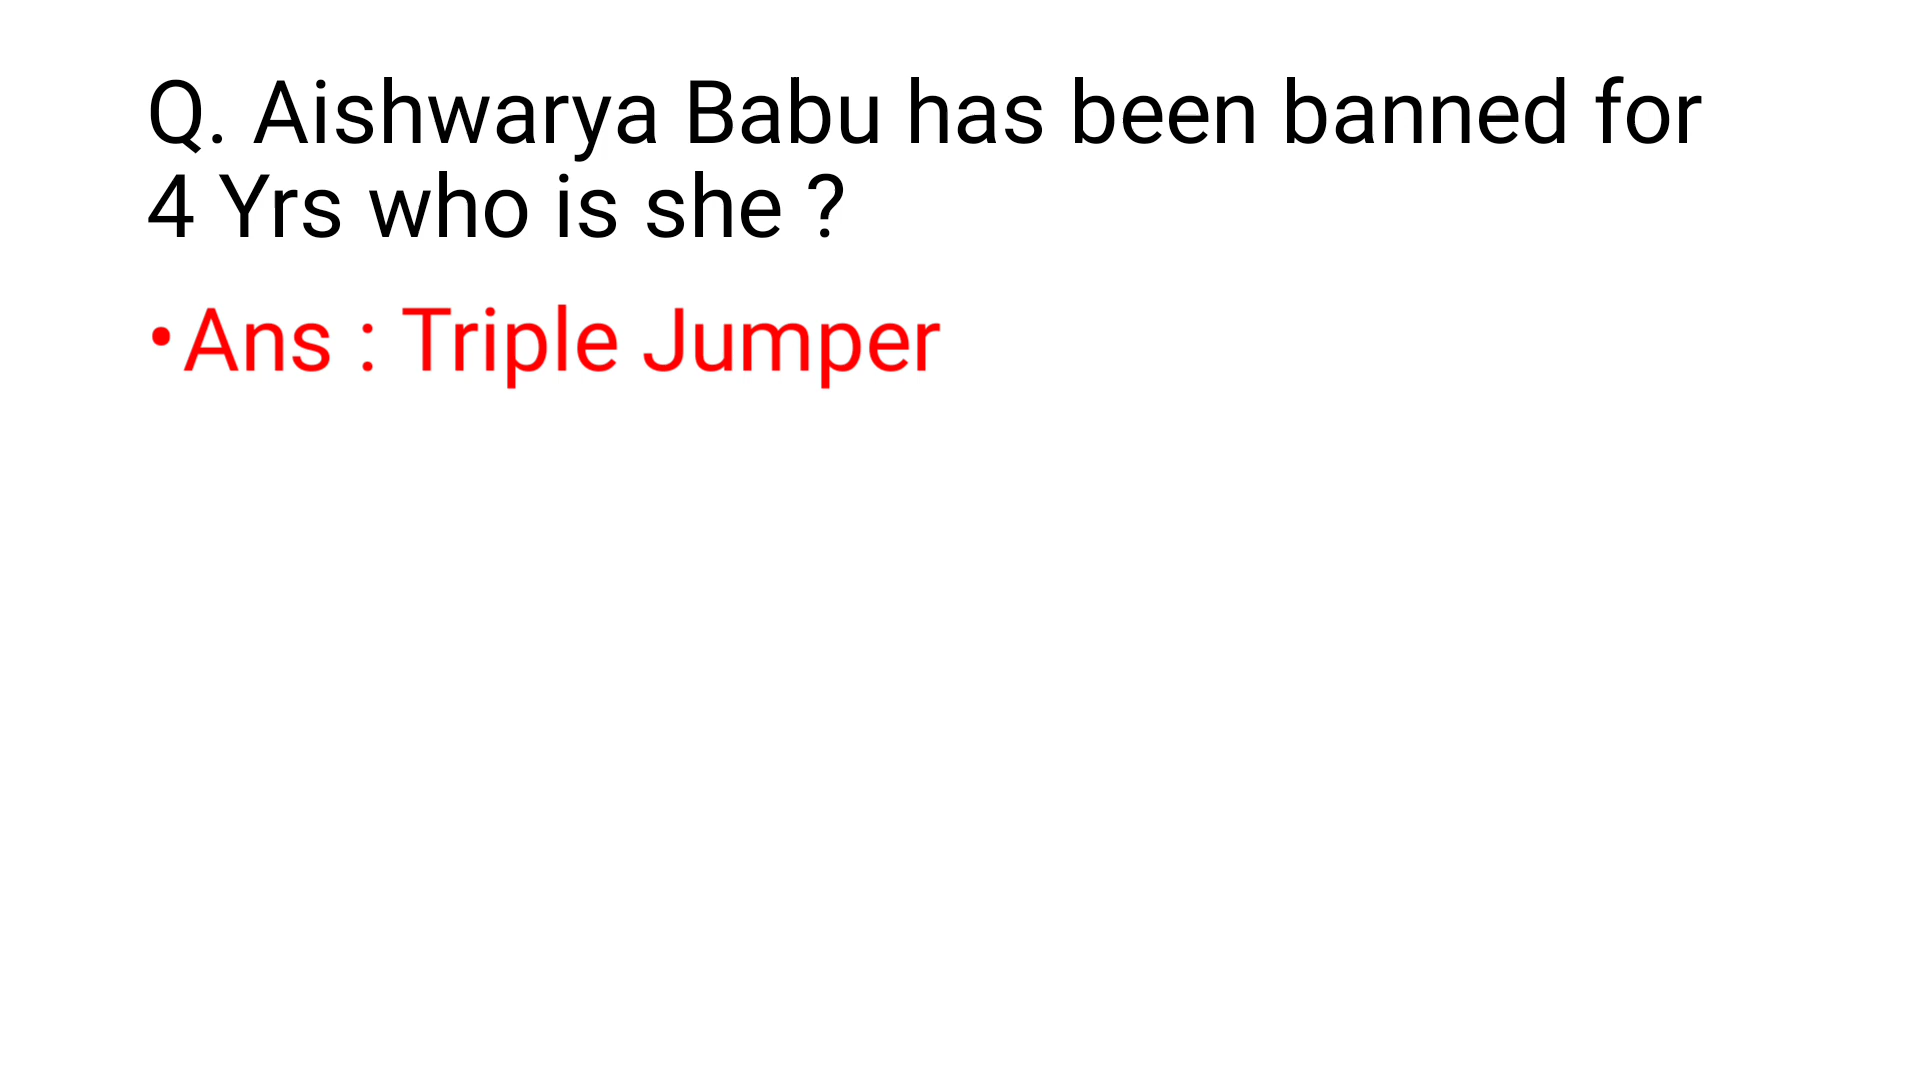 Q. Aishwarya Babu has been banned for
4 Yrs who is she ?
•Ans : Triple Jumper